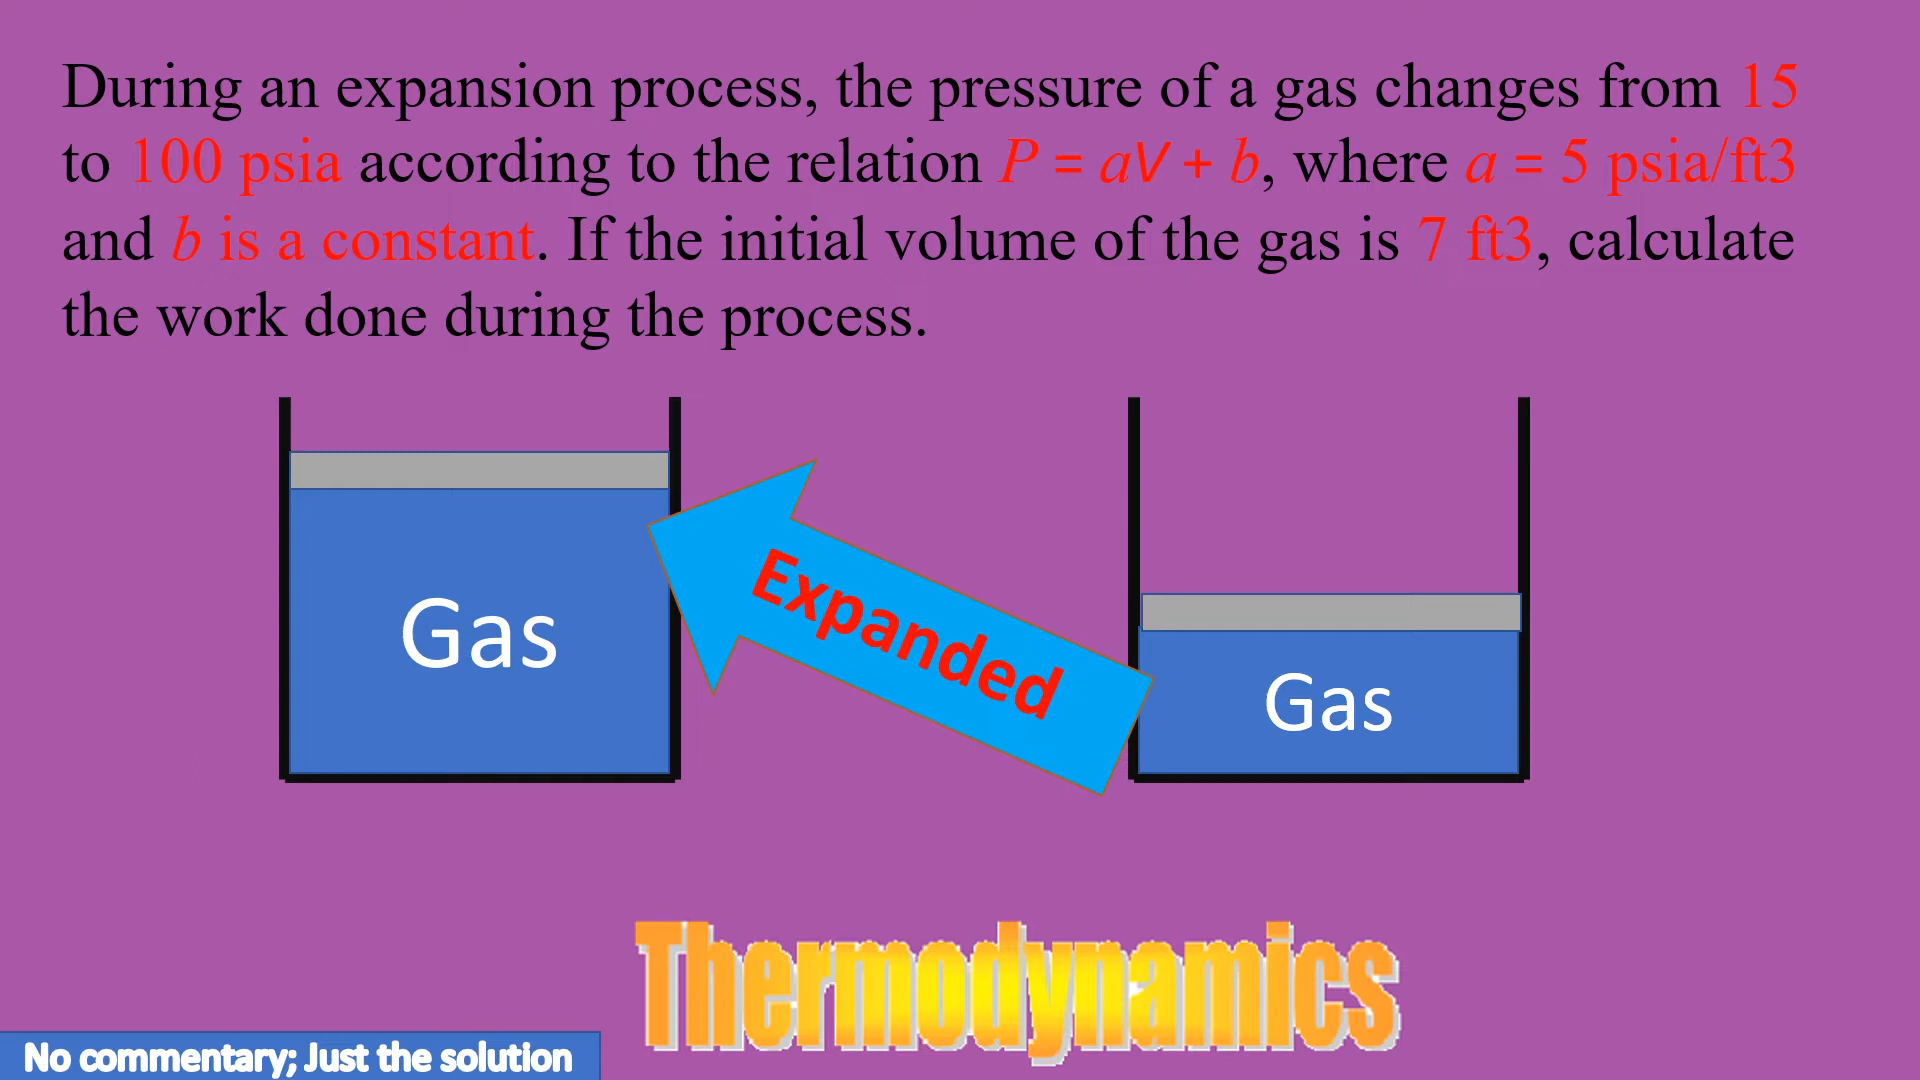 During an expansion process, the pressure of a gas changes from 15
to 100 psia according to the relation P = aV + b, where a = 5 psia/ft3
and b is a constant. If the initial volume of the gas is 7 ft3, calculate
the work done during the process.
Gas
Expanded
Gas
Thermodynamics
No commentary; Just the solution